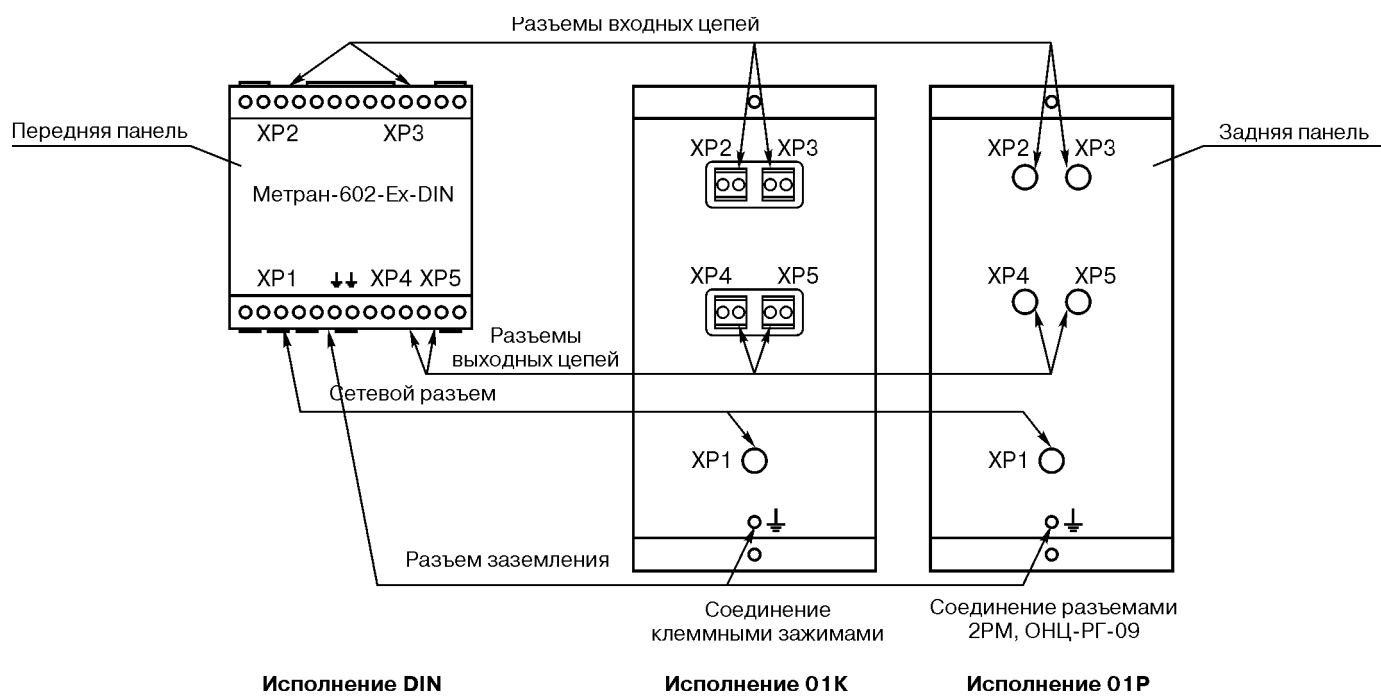 Разъемы входных цепей
Передняя панель
Задняя панель
XP2 XP3
Метран-602-Ex-DIN
XP1 XP4 XP5
XP2 XP3
XP4 XP5
XP1
XP2 XP3
XP4 XP5
XP1
Разъемы
выходных цепей
Сетевой разъем
Разъем заземления
Соединение
клеммными зажимами
Соединение разъемами
2РМ, ОНЦ-РГ-09
Исполнение DIN
Исполнение 01К
Исполнение 01Р